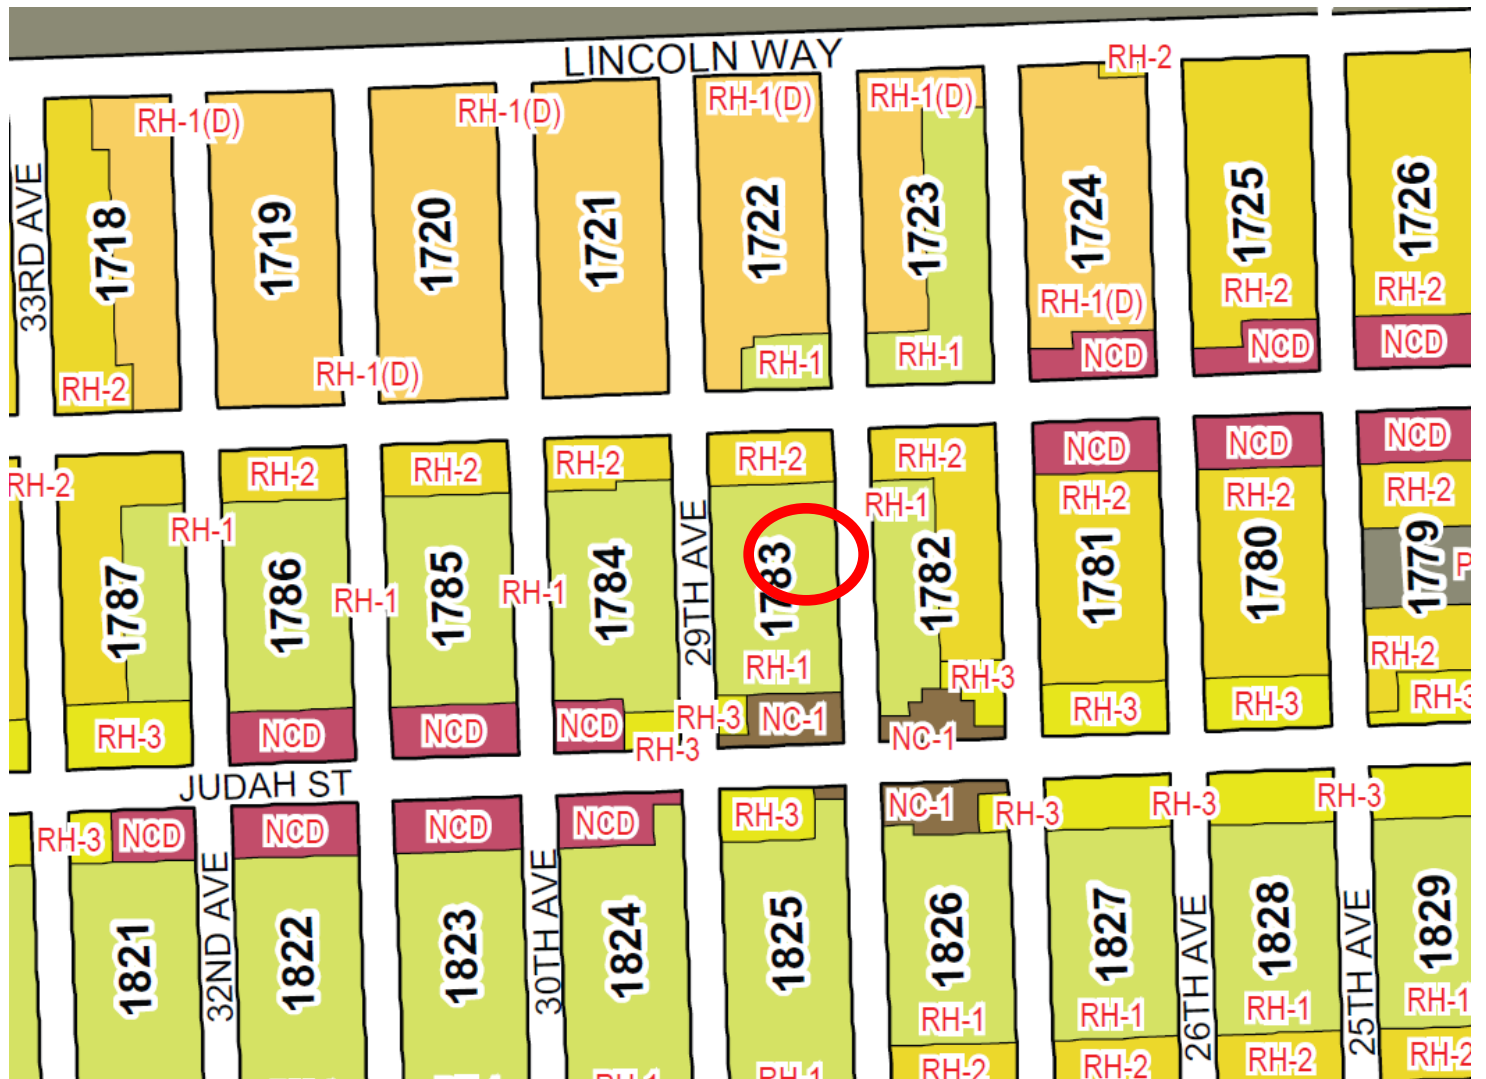 LINCOLN WAY
RH-2
RH-1(D)
RH-1(D)
RH-1(D)
RH-1(D)
33RD AVE
1718
1719
1720
1721
1722
1723
1724
1725
1726
RH-2
RH-2
RH-1(D)
NCD
NCD
NCD
RH-1
RH-1
RH-1(D)
RH-2
RH-2
RH-2
RH-2
RH-2
RH-2
RH-2
NCD
NCD
NCD
RH-2
RH-2
RH-2
RH-1
RH-1
29TH AVE
1787
1786
1785
1784
1783
1782
1781
1780
1779
P
RH-1
RH-1
RH-1
RH-2
RH-3
RH-3
RH-3
RH-3
RH-3
NCD
NCD
NCD
RH-3
RH-3
NC-1
NC-1
JUDAH ST
RH-3
NCD
NCD
NCD
NCD
RH-3
NC-1
RH-3
RH-3
RH-3
1821
32ND AVE
1822
1823
30TH AVE
1824
1825
1826
1827
26TH AVE
1828
25TH AVE
1829
RH-1
RH-1
RH-1
RH-1
RH-2
RH-2
RH-2
RH-2
RH-1
RH-1